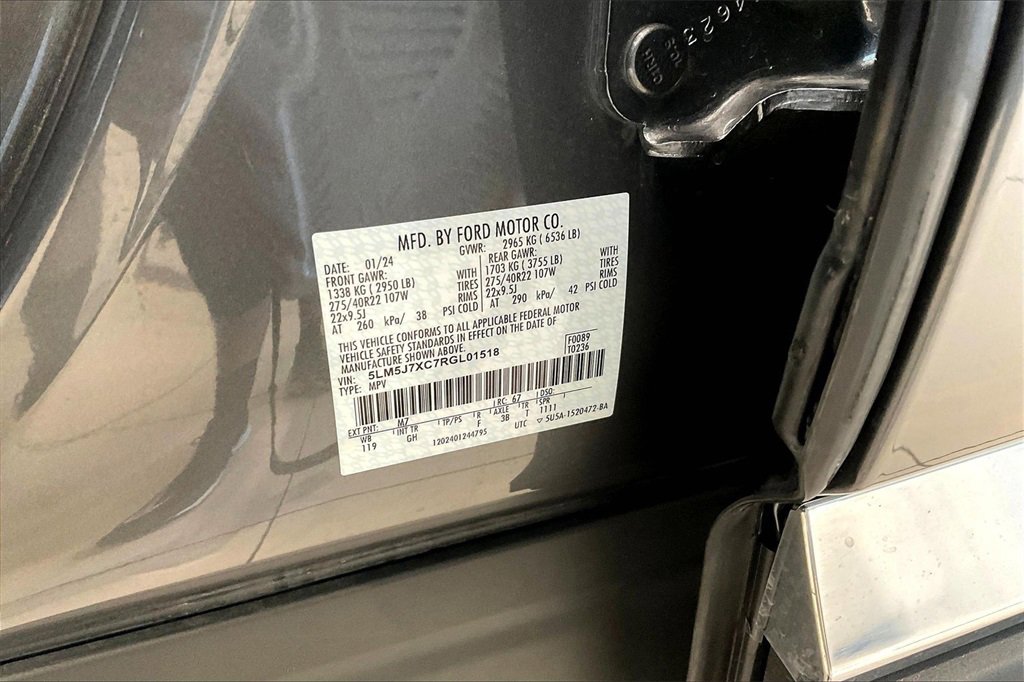 4623
10.9
MFD. BY FORD MOTOR CO.
DATE: 01/24 GVWR: 2965 KG ( 6536 LB)
FRONT GAWR: REAR GAWR:
1338 KG ( 2950 LB) WITH 1703 KG ( 3755 LB) WITH
275/40R22 107W TIRES 275/40R22 107W TIRES
22x9.5J RIMS 22x9.5J RIMS
AT 260 kPa/ 38 PSI COLD AT 290 kPa/ 42 PSI COLD
THIS VEHICLE CONFORMS TO ALL APPLICABLE FEDERAL MOTOR
VEHICLE SAFETY STANDARDS IN EFFECT ON THE DATE OF
MANUFACTURE SHOWN ABOVE.
VIN: 5LM5J7XC7RGL01518 F0089
TYPE: MPV T0236
EXT PNT: M7 RC: 67 DSO:
WB INT TR TP/PS R AXLE TR SPR
119 GH F 3B T 1111
1202401244795 UTC ▽ 5U5A-1520472-BA